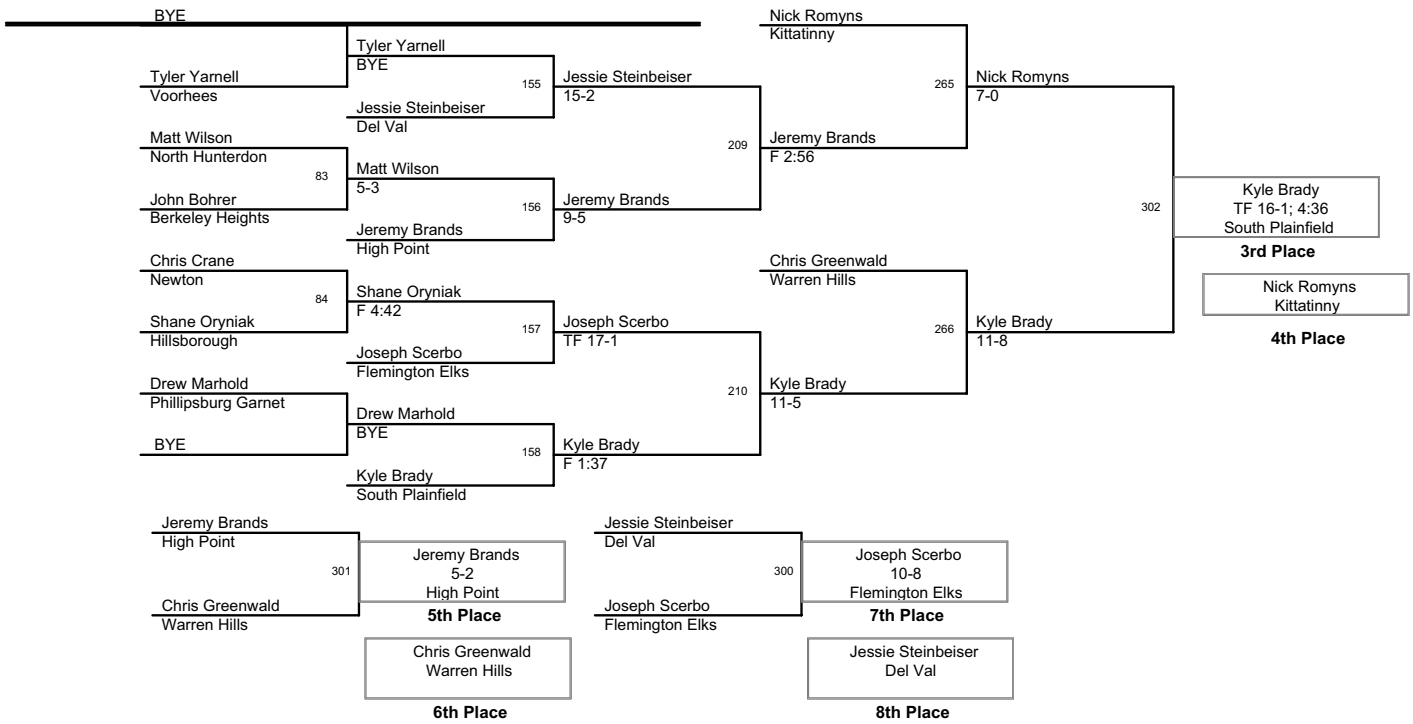 BYE
Tyler Yarnell
Voorhees
Matt Wilson
North Hunterdon
83
John Bohrer
Berkeley Heights
Chris Crane
Newton
84
Shane Oryniak
Hillsborough
Drew Marhold
Phillipsburg Garnet
BYE
Tyler Yarnell
BYE
155
Jessie Steinbeiser
Del Val
Matt Wilson
5-3
156
Jeremy Brands
High Point
Shane Oryniak
F 4:42
157
Joseph Scerbo
Flemington Elks
Drew Marhold
BYE
158
Kyle Brady
South Plainfield
Jessie Steinbeiser
15-2
209
Jeremy Brands
9-5
Joseph Scerbo
TF 17-1
210
Kyle Brady
F 1:37
Nick Romyns
Kittatinny
265
Jeremy Brands
F 2:56
Chris Greenwald
Warren Hills
266
Kyle Brady
11-5
Nick Romyns
7-0
302
Kyle Brady
11-8
Kyle Brady
TF 16-1; 4:36
South Plainfield
3rd Place
Nick Romyns
Kittatinny
4th Place
Jeremy Brands
High Point
301
Chris Greenwald
Warren Hills
Jeremy Brands
5-2
High Point
5th Place
Chris Greenwald
Warren Hills
6th Place
Jessie Steinbeiser
Del Val
300
Joseph Scerbo
Flemington Elks
Joseph Scerbo
10-8
Flemington Elks
7th Place
Jessie Steinbeiser
Del Val
8th Place